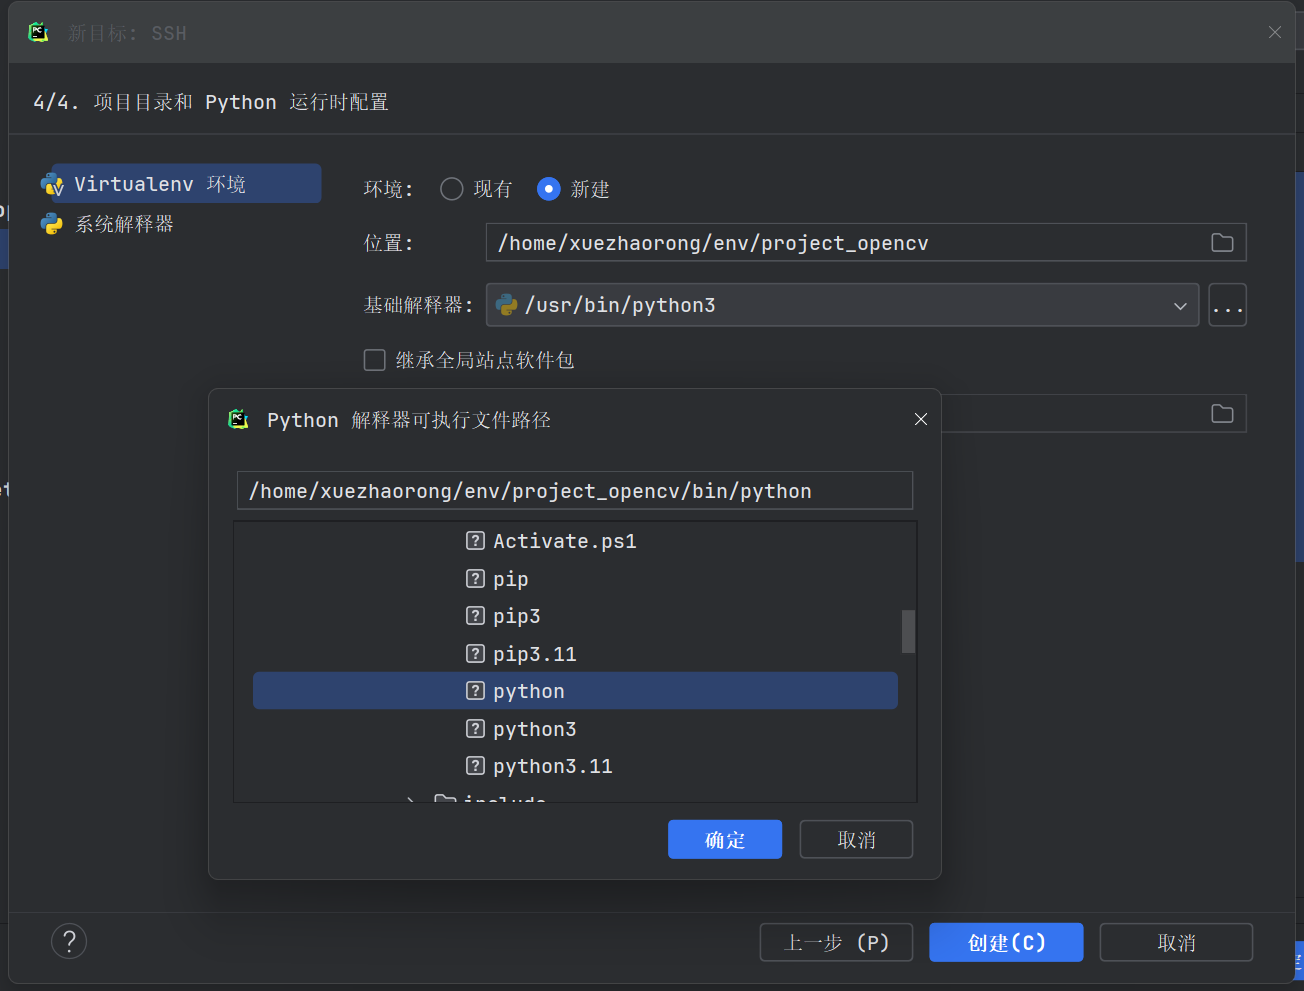 新目标: SSH
4/4. 项目目录和 Python 运行时配置
Virtualenv 环境
系统解释器
环境: 现有 新建
位置: /home/xuezhaorong/env/project_opencv
基础解释器: /usr/bin/python3 ...
继承全局站点软件包
Python 解释器可执行文件路径
/home/xuezhaorong/env/project_opencv/bin/python
Activate.ps1
pip
pip3
pip3.11
python
python3
python3.11
include
确定 取消
? 上一步 (P) 创建(C) 取消